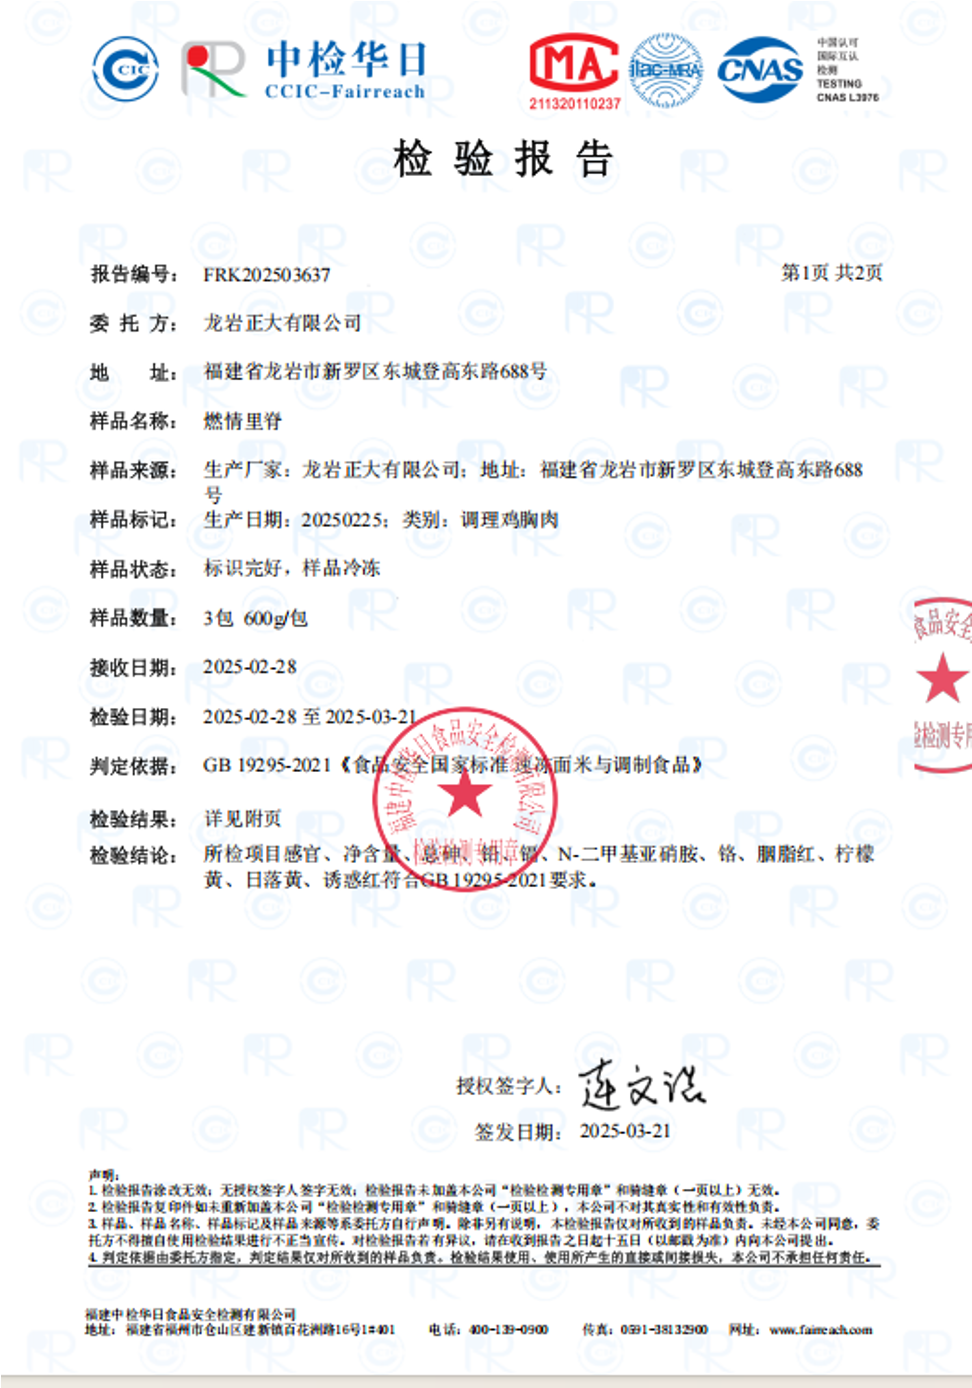 CCIC
中检华日
CCIC-Fairreach
MA
211320110237
ilac-MRA
CNAS
中国认可
国际互认
检测
TESTING
CNAS L3976
检验报告
报告编号： FRK202503637
第1页 共2页
委托方： 龙岩正大有限公司
地址： 福建省龙岩市新罗区东城登高东路688号
样品名称： 燃情里脊
样品来源： 生产厂家：龙岩正大有限公司；地址：福建省龙岩市新罗区东城登高东路688
号
样品标记： 生产日期：20250225；类别：调理鸡胸肉
样品状态： 标识完好，样品冷冻
样品数量： 3包 600g/包
接收日期： 2025-02-28
检验日期： 2025-02-28 至 2025-03-21
判定依据： GB 19295-2021《食品安全国家标准 速冻面米与调制食品》
检验结果： 详见附页
检验结论： 所检项目感官、净含量、总砷、铅、镉、N-二甲基亚硝胺、铬、胭脂红、柠檬
黄、日落黄、诱惑红符合GB 19295-2021要求。
福建中检华日食品安全检测有限公司
检验检测专用章
食品安全
验检测专用
授权签字人： 连文浩
签发日期： 2025-03-21
声明：
1. 检验报告涂改无效；无授权签字人签字无效；检验报告未加盖本公司“检验检测专用章”和骑缝章（一页以上）无效。
2. 检验报告复印件如未重新加盖本公司“检验检测专用章”和骑缝章（一页以上），本公司不对其真实性和有效性负责。
3. 样品、样品名称、样品标记及样品来源等系委托方自行声明。除非另有说明，本检验报告仅对所收到的样品负责。未经本公司同意，委
托方不得擅自使用检验结果进行不正当宣传。对检验报告若有异议，请在收到报告之日起十五日（以邮戳为准）内向本公司提出。
4. 判定依据由委托方指定，判定结果仅对所收到的样品负责。检验结果使用、使用所产生的直接或间接损失，本公司不承担任何责任。
福建中检华日食品安全检测有限公司
地址：福建省福州市仓山区建新镇百花洲路16号1#401 电话：400-139-0900 传真：0591-38132900 网址：www.fairreach.com